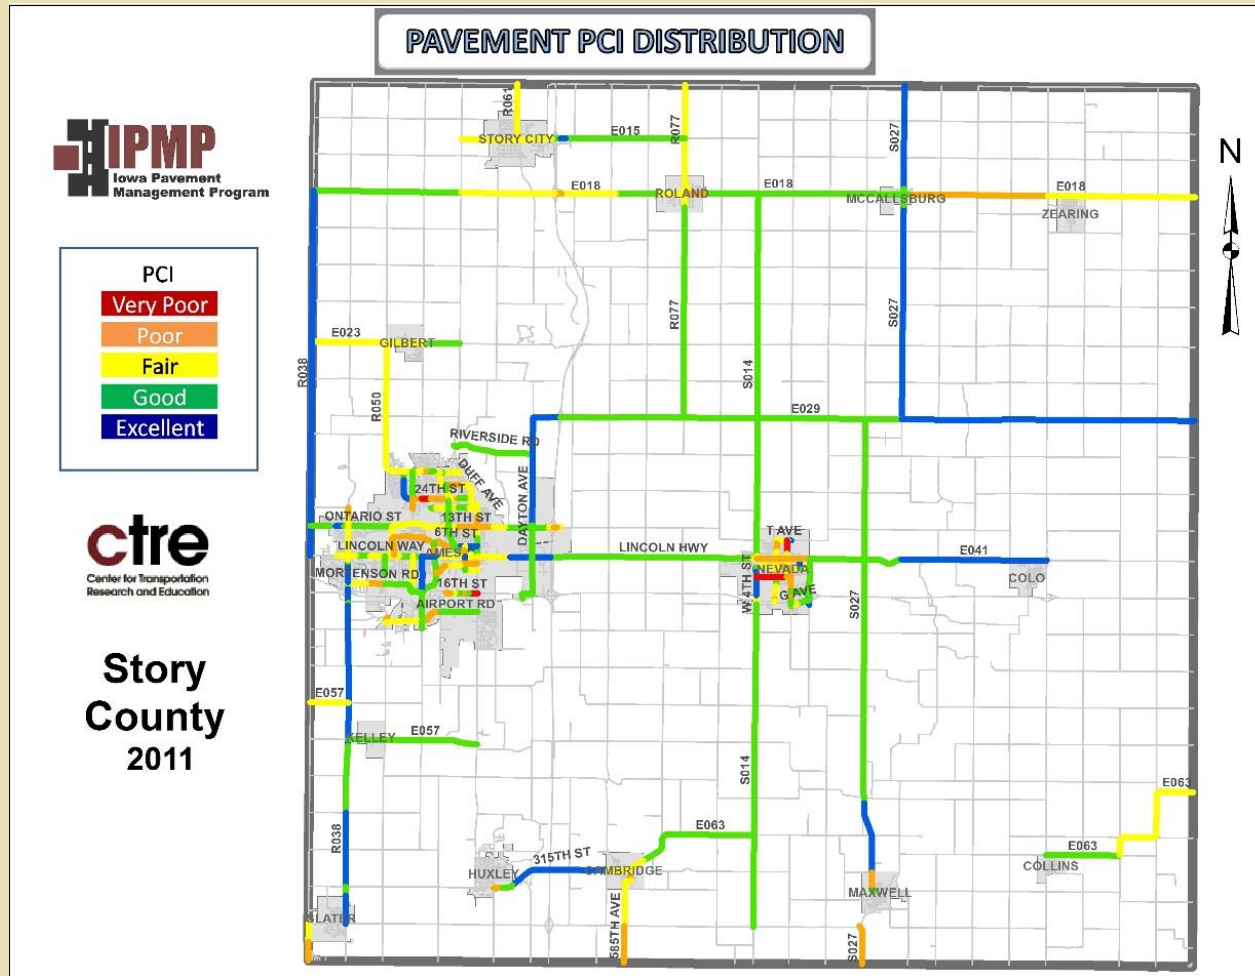 PAVEMENT PCI DISTRIBUTION
IPMP
Iowa Pavement
Management Program
PCI
Very Poor
Poor
Fair
Good
Excellent
ctre
Center for Transportation
Research and Education
Story
County
2011
N
R061
STORY CITY
E015
R077
S027
E018
ROLAND
E018
MCCALLSBURG
E018
ZEARING
E023
GILBERT
R038
R050
R077
S014
S027
E029
RIVERSIDE RD
DUFF AVE
24TH ST
DAYTON AVE
ONTARIO ST
13TH ST
6TH ST
LINCOLN WAY
AMES
LINCOLN HWY
T AVE
NEVADA
E041
COLO
MORTENSON RD
16TH ST
AIRPORT RD
W 4TH ST
G AVE
S027
E057
KELLEY
E057
S014
E063
R038
E063
E063
315TH ST
HUXLEY
CAMBRIDGE
COLLINS
MAXWELL
SLATER
585TH AVE
S027